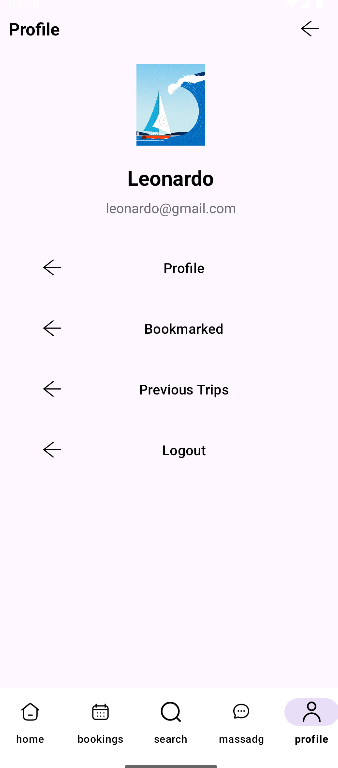 Profile
Leonardo
leonardo@gmail.com
Profile
Bookmarked
Previous Trips
Logout
home
bookings
search
massadg
profile